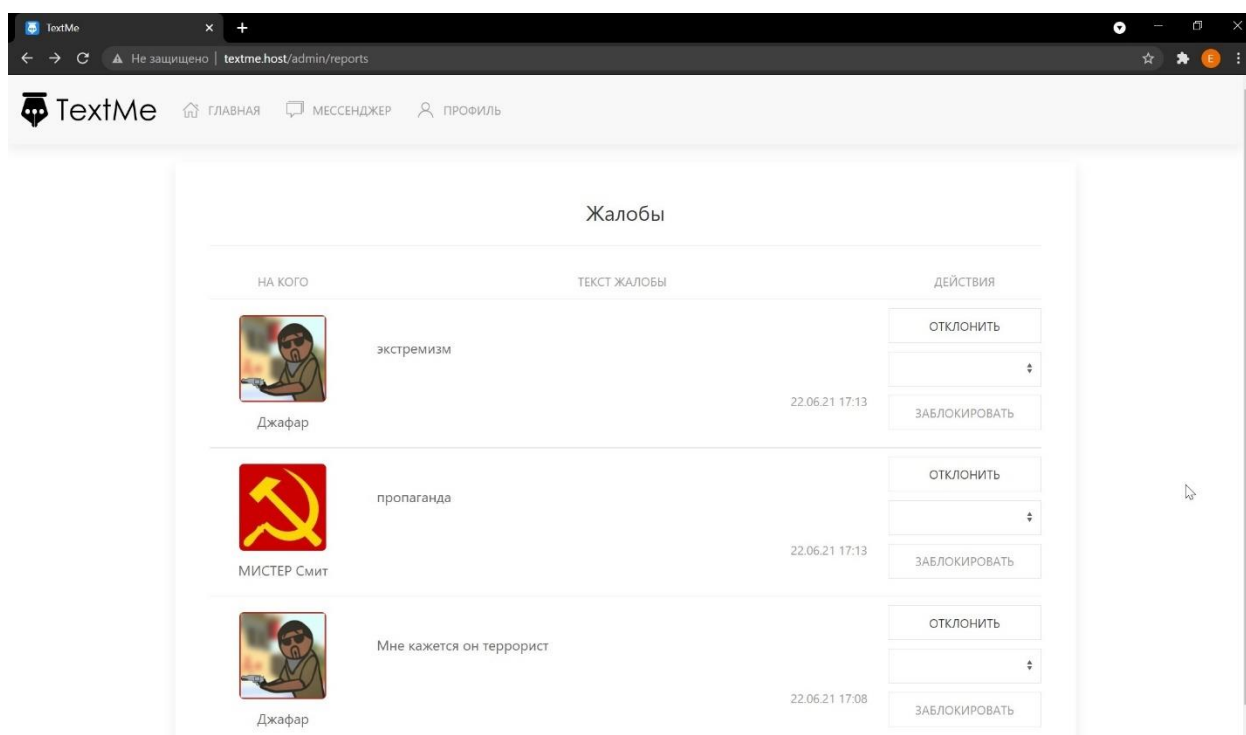 TextMe
Не защищено | textme.host/admin/reports
E
TextMe ГЛАВНАЯ МЕССЕНДЖЕР ПРОФИЛЬ
Жалобы
НА КОГО ТЕКСТ ЖАЛОБЫ ДЕЙСТВИЯ
ОТКЛОНИТЬ
экстремизм
22.06.21 17:13
ЗАБЛОКИРОВАТЬ
Джафар
ОТКЛОНИТЬ
пропаганда
22.06.21 17:13
ЗАБЛОКИРОВАТЬ
МИСТЕР Смит
ОТКЛОНИТЬ
Мне кажется он террорист
22.06.21 17:08
ЗАБЛОКИРОВАТЬ
Джафар